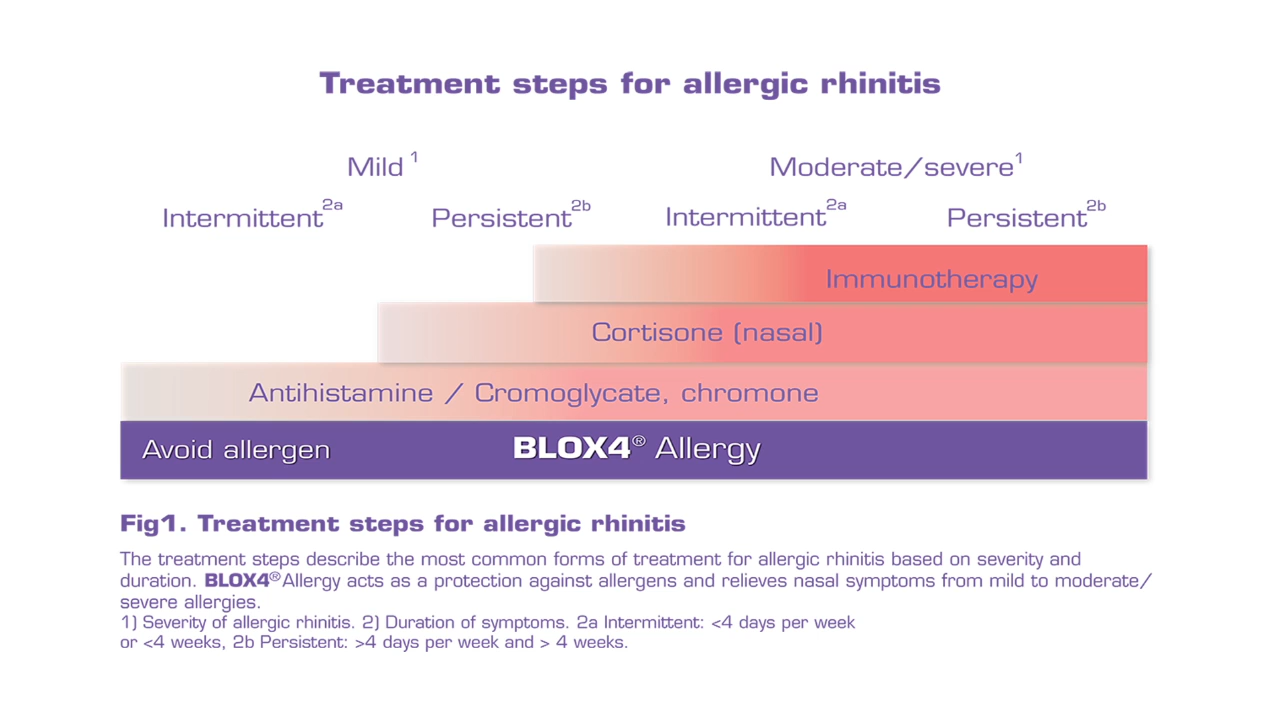 Treatment steps for allergic rhinitis
Mild 1
Moderate/severe1
Intermittent2a
Persistent2b
Intermittent2a
Persistent2b
Immunotherapy
Cortisone (nasal)
Antihistamine / Cromoglycate, chromone
Avoid allergen
BLOX4® Allergy
Fig1. Treatment steps for allergic rhinitis
The treatment steps describe the most common forms of treatment for allergic rhinitis based on severity and
duration. BLOX4®Allergy acts as a protection against allergens and relieves nasal symptoms from mild to moderate/
severe allergies.
1) Severity of allergic rhinitis. 2) Duration of symptoms. 2a Intermittent: <4 days per week
or <4 weeks, 2b Persistent: >4 days per week and > 4 weeks.